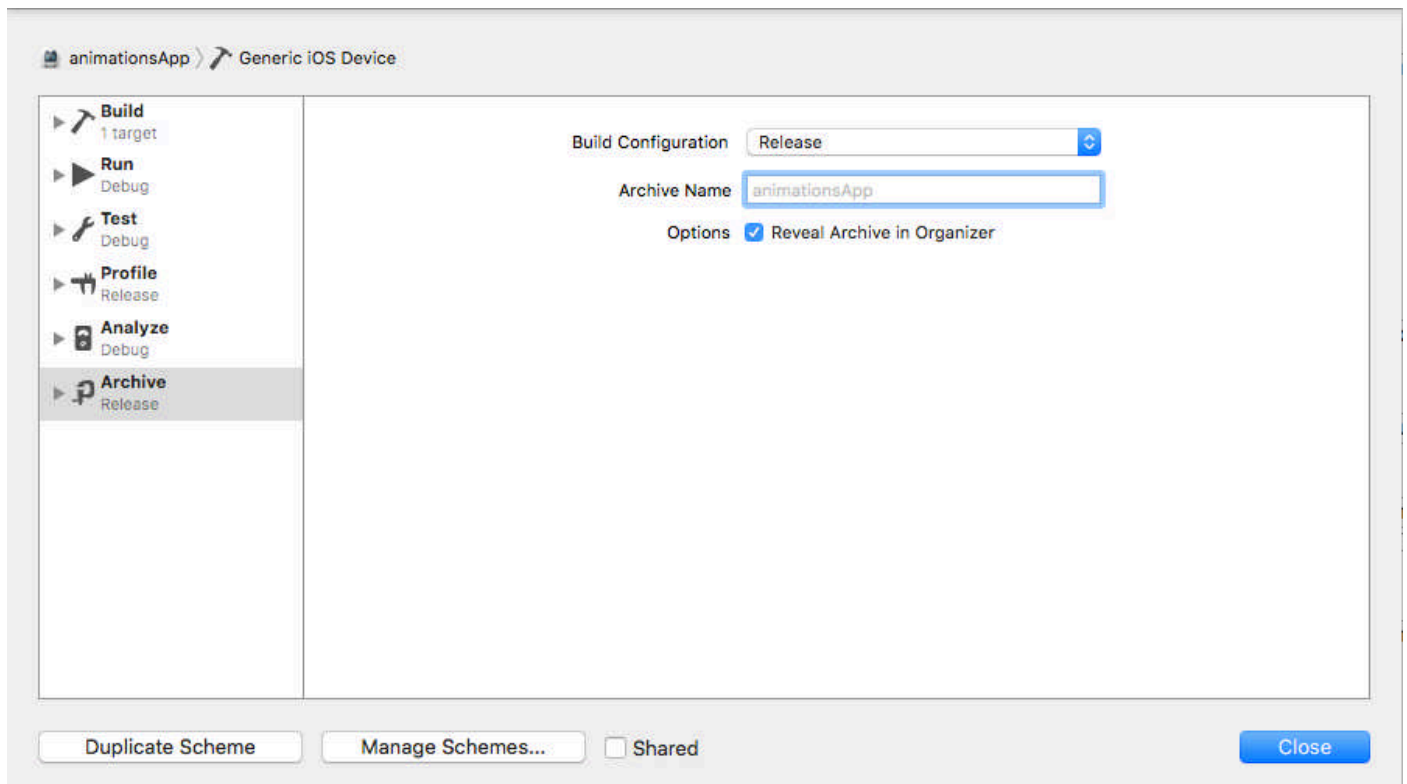 animationsApp 〉 Generic iOS Device
Build
1 target
Run
Debug
Test
Debug
Profile
Release
Analyze
Debug
Archive
Release
Build Configuration Release
Archive Name animationsApp
Options Reveal Archive in Organizer
Duplicate Scheme Manage Schemes... Shared Close